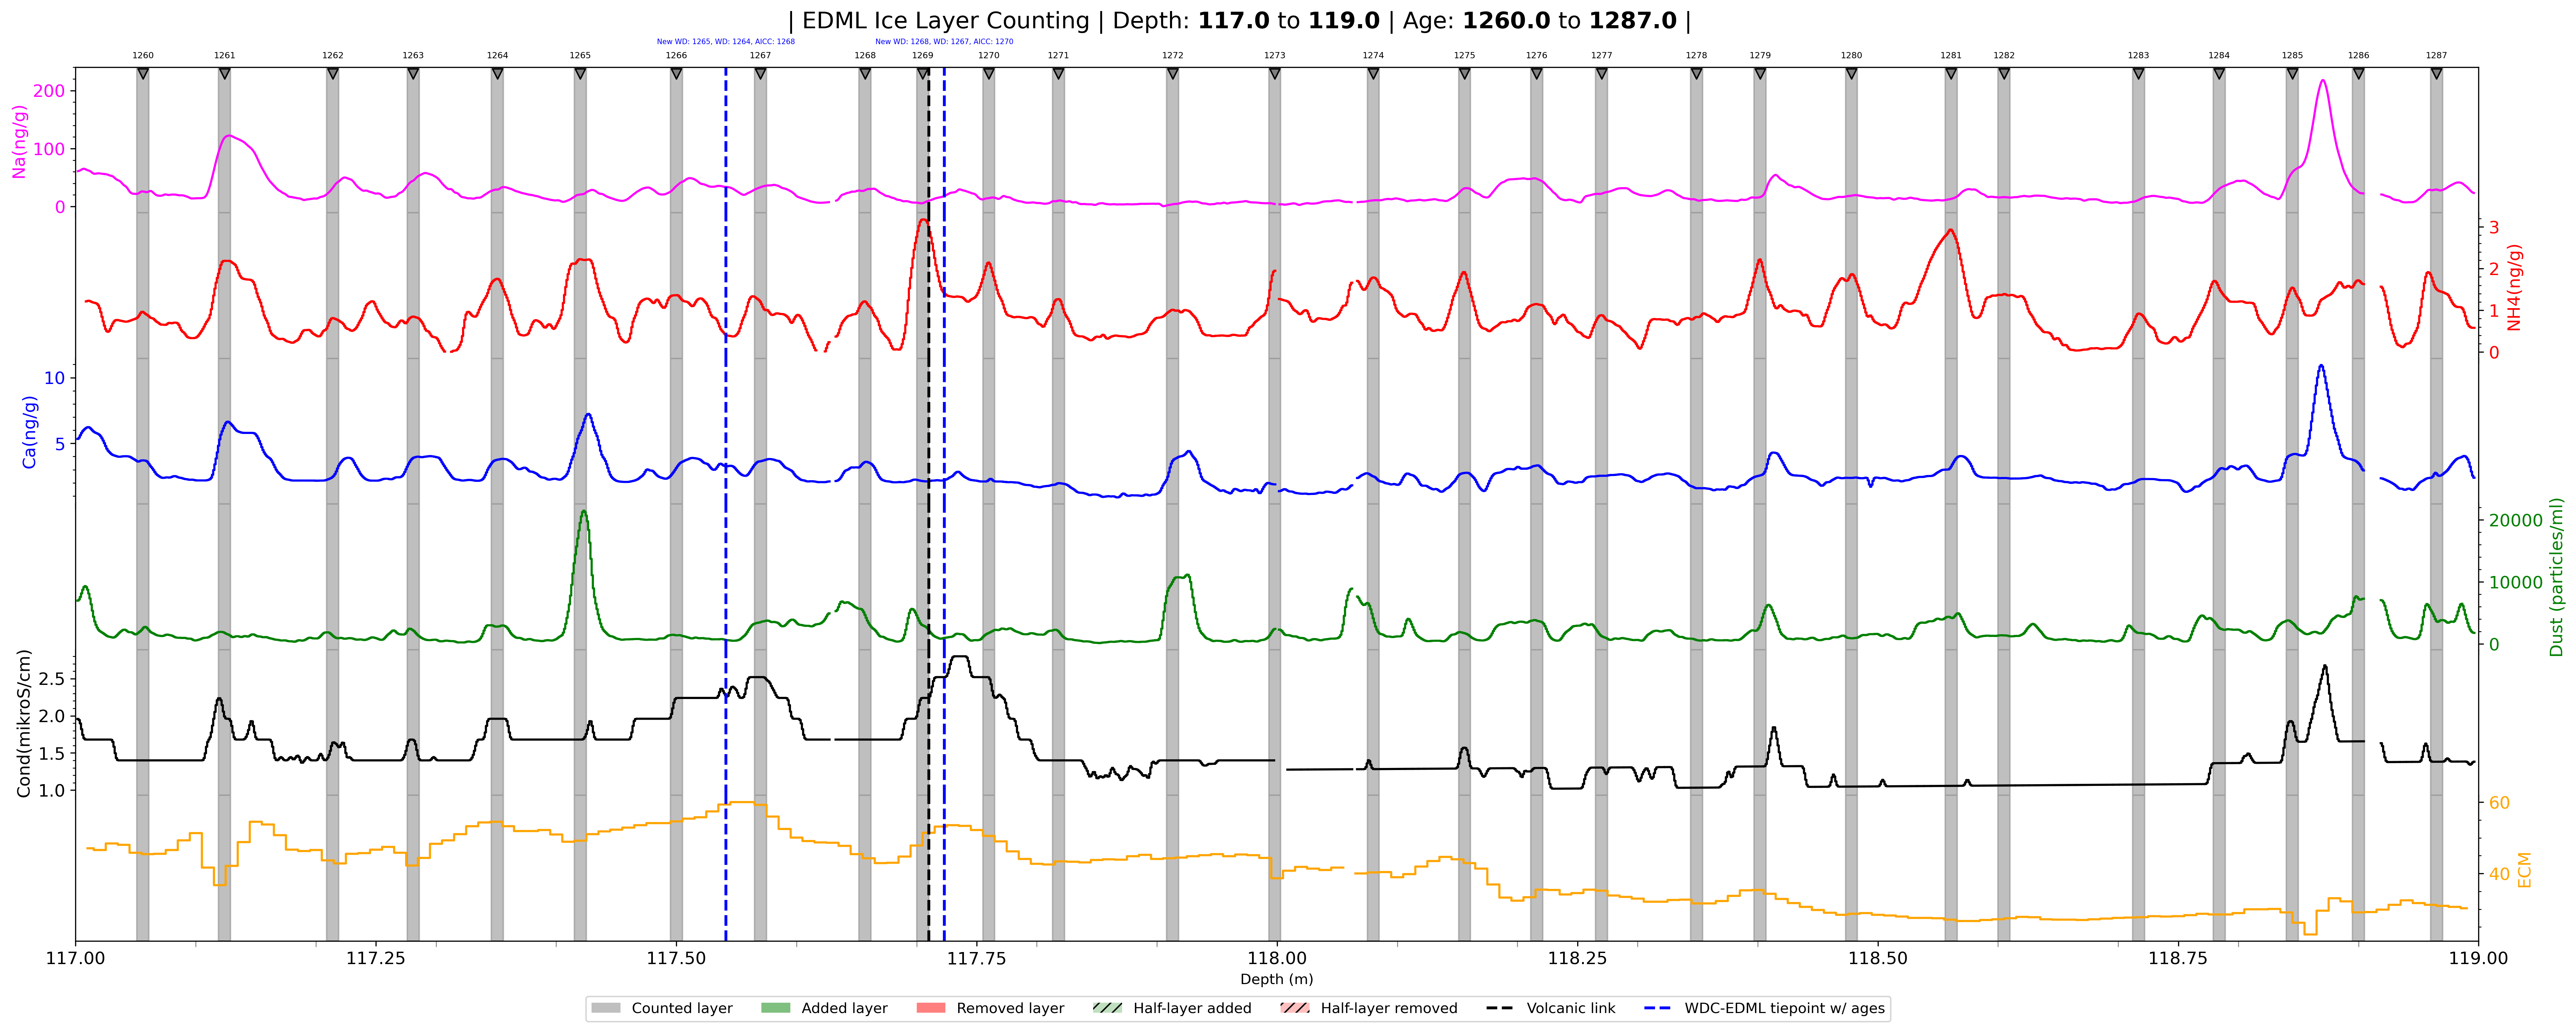 | EDML Ice Layer Counting | Depth: 117.0 to 119.0 | Age: 1260.0 to 1287.0 |
New WD: 1265, WD: 1264, AICC: 1268 New WD: 1268, WD: 1267, AICC: 1270
1260 1261 1262 1263 1264 1265 1266 1267 1268 1269 1270 1271 1272 1273 1274 1275 1276 1277 1278 1279 1280 1281 1282 1283 1284 1285 1286 1287
Na(ng/g)
200
100
0
NH4(ng/g)
3
2
1
0
Ca(ng/g)
10
5
Dust (particles/ml)
20000
10000
0
Cond(mikroS/cm)
2.5
2.0
1.5
1.0
ECM
60
40
117.00 117.25 117.50 117.75 118.00 118.25 118.50 118.75 119.00
Depth (m)
Counted layer Added layer Removed layer Half-layer added Half-layer removed Volcanic link WDC-EDML tiepoint w/ ages